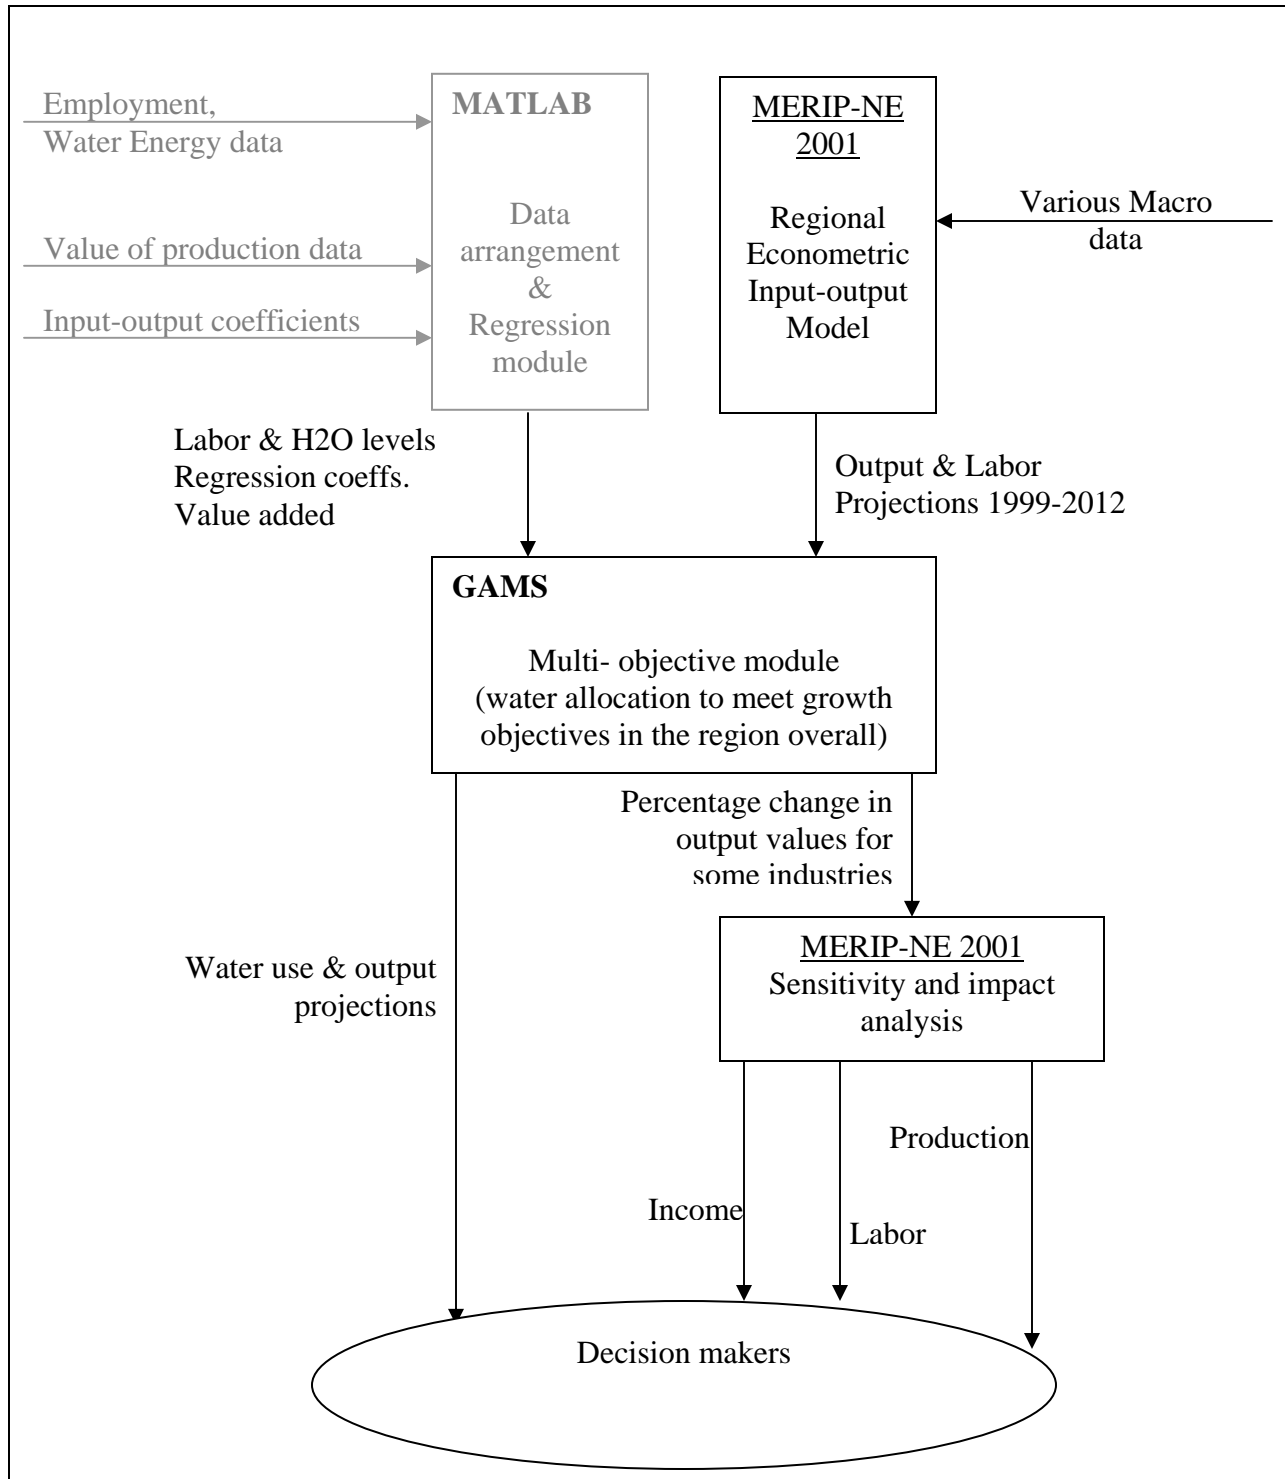 Employment,
Water Energy data
Value of production data
Input-output coefficients
MATLAB
Data
arrangement
&
Regression
module
MERIP-NE
2001
Regional
Econometric
Input-output
Model
Various Macro
data
Labor & H2O levels
Regression coeffs.
Value added
Output & Labor
Projections 1999-2012
GAMS
Multi- objective module
(water allocation to meet growth
objectives in the region overall)
Percentage change in
output values for
some industries
Water use & output
projections
MERIP-NE 2001
Sensitivity and impact
analysis
Production
Income
Labor
Decision makers